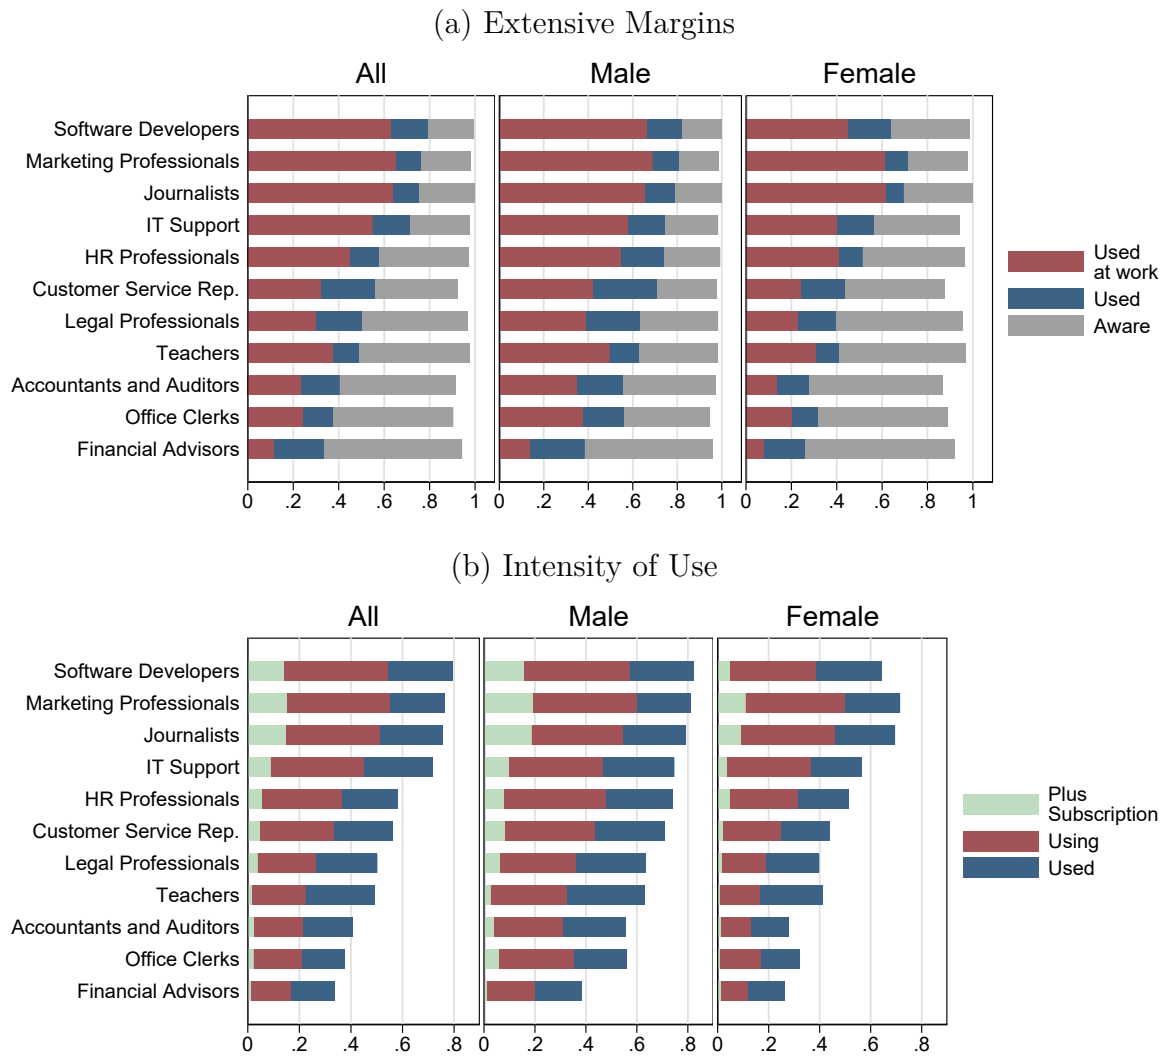 (a) Extensive Margins
All
Male
Female
Software Developers
Marketing Professionals
Journalists
IT Support
HR Professionals
Customer Service Rep.
Legal Professionals
Teachers
Accountants and Auditors
Office Clerks
Financial Advisors
0 .2 .4 .6 .8 1
0 .2 .4 .6 .8 1
0 .2 .4 .6 .8 1
Used
at work
Used
Aware
(b) Intensity of Use
All
Male
Female
Software Developers
Marketing Professionals
Journalists
IT Support
HR Professionals
Customer Service Rep.
Legal Professionals
Teachers
Accountants and Auditors
Office Clerks
Financial Advisors
0 .2 .4 .6 .8
0 .2 .4 .6 .8
0 .2 .4 .6 .8
Plus
Subscription
Using
Used